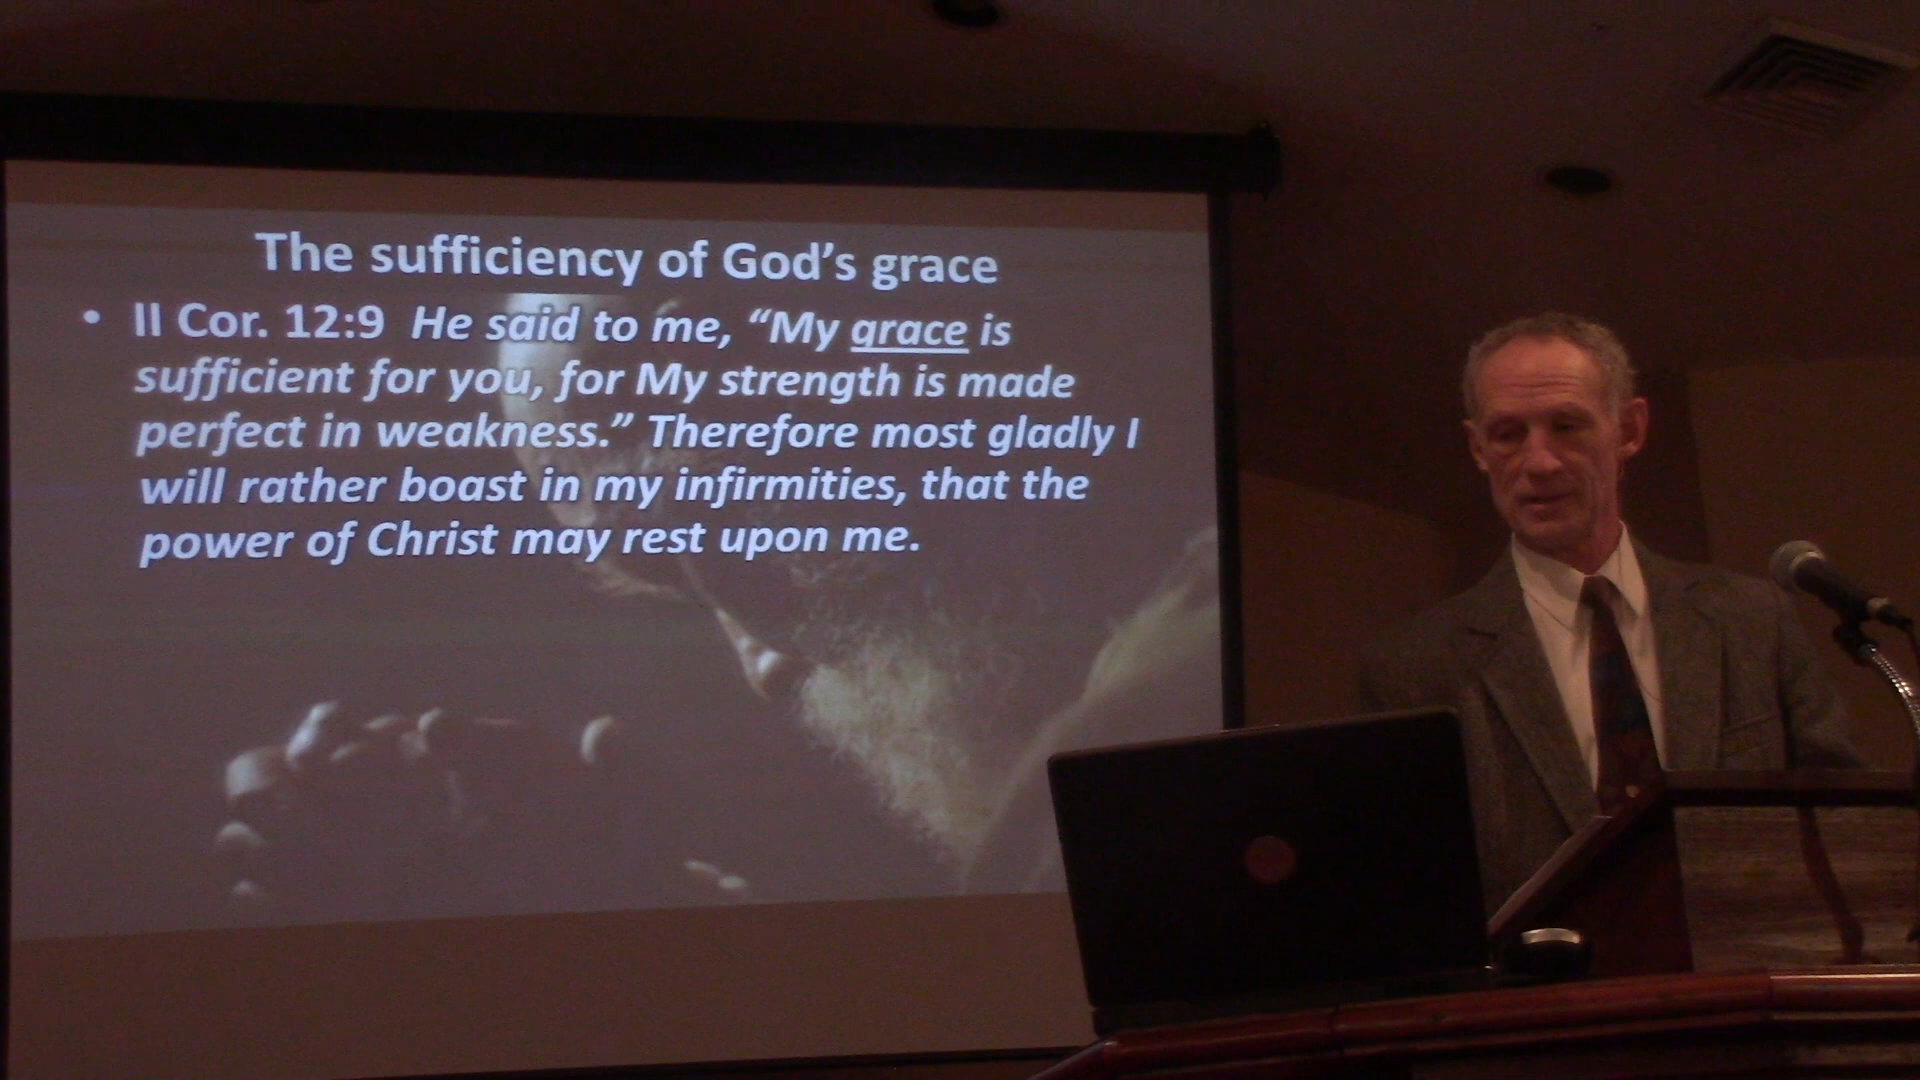 The sufficiency of God's grace
• II Cor. 12:9 He said to me, “My grace is
sufficient for you, for My strength is made
perfect in weakness.” Therefore most gladly I
will rather boast in my infirmities, that the
power of Christ may rest upon me.